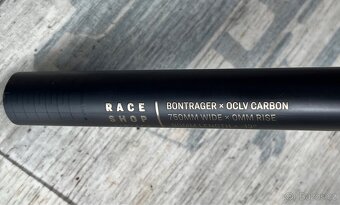 RACE
SHOP
BONTRAGER × OCLV CARBON
750MM WIDE × 0MM RISE